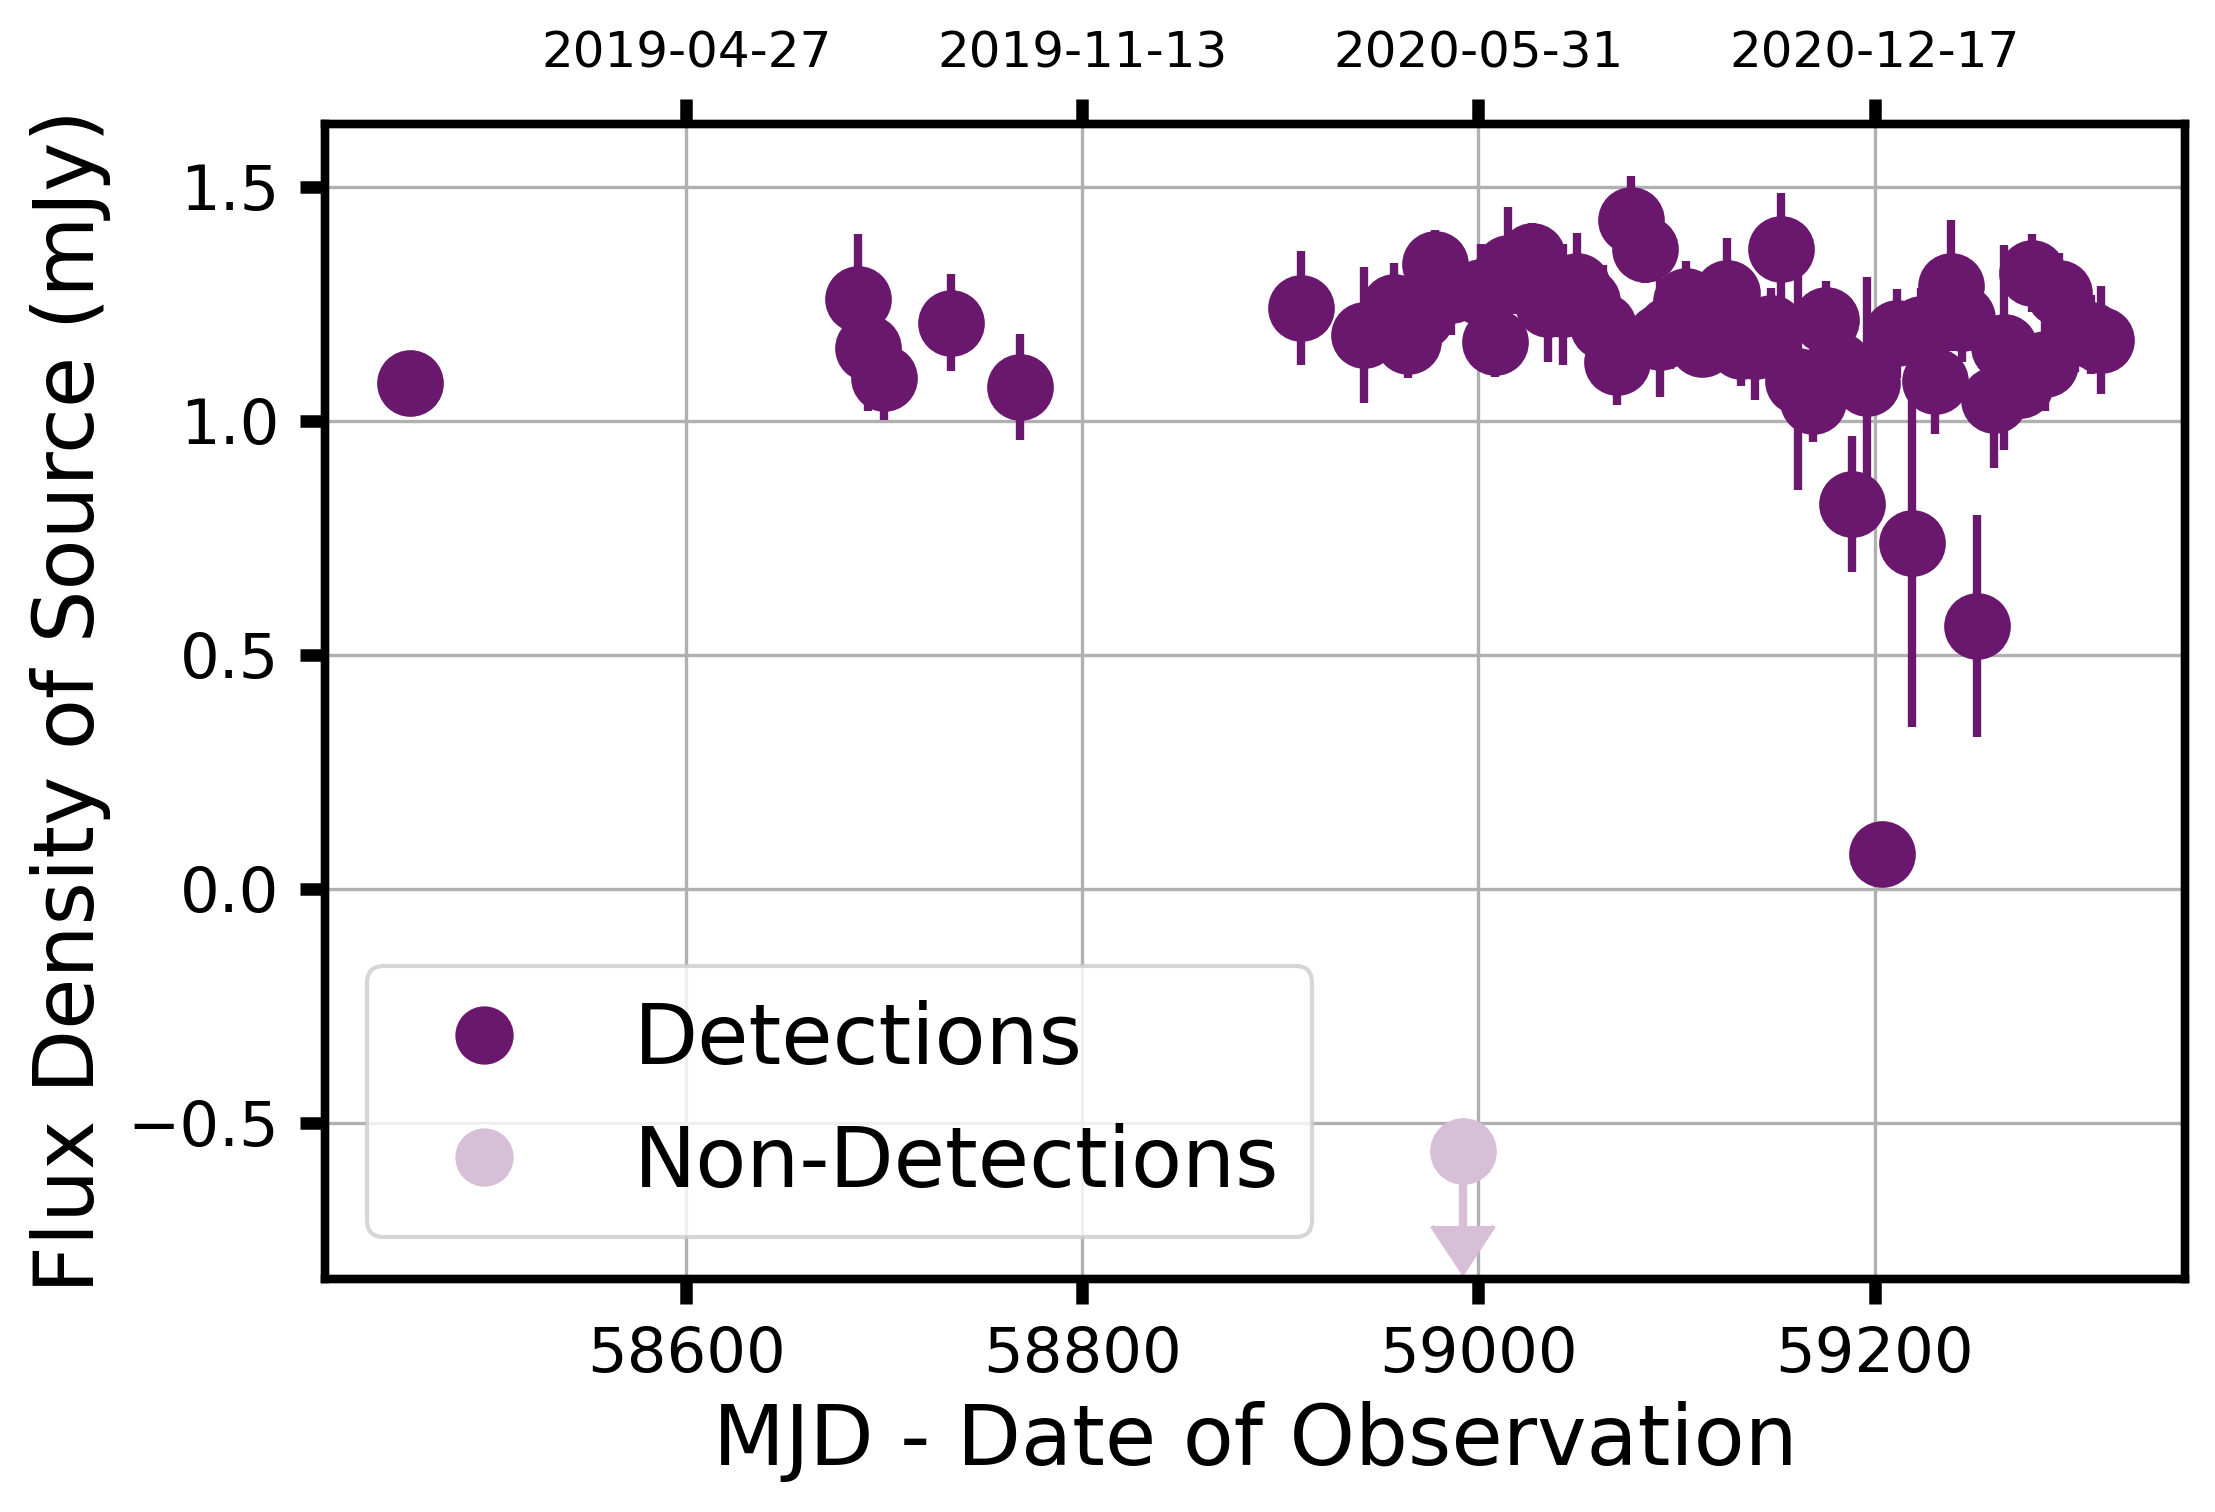 2019-04-27 2019-11-13 2020-05-31 2020-12-17
Flux Density of Source (mJy)
1.5
1.0
0.5
0.0
−0.5
Detections
Non-Detections
58600 58800 59000 59200
MJD - Date of Observation